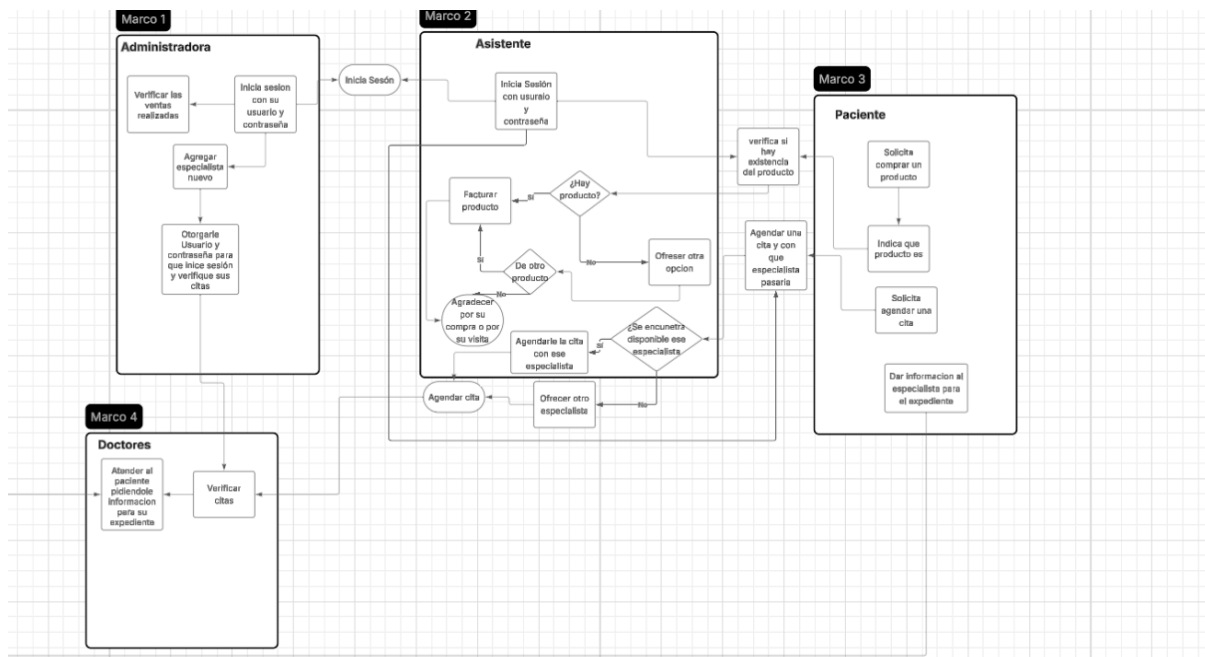 Marco 1
Administradora
Verificar las
ventas
realizadas
Inicia sesion
con su
usuario y
contraseña
Agregar
especialista
nuevo
Otorgarle
Usuario y
contraseña para
que inice sesión
y verifique sus
citas
Inicia Sesón
Marco 2
Asistente
Inicia Sesión
con usuraio
y
contraseña
¿Hay
producto?
Si
No
Facturar
producto
Ofreser otra
opcion
De otro
producto
Si
No
Agradecer
por su
compra o por
su visita
¿Se encunetra
disponible ese
especialista
Si
No
Agendarle la cita
con ese
especialista
Agendar cita
Ofrecer otro
especialista
verifica si
hay
existencia
del producto
Agendar una
cita y con
que
especialista
pasaria
Marco 3
Paciente
Solicita
comprar un
producto
Indica que
producto es
Solicita
agendar una
cita
Dar informacion al
especialista para
el expediente
Marco 4
Doctores
Atender al
paciente
pidiendole
informacion
para su
expediente
Verificar
citas